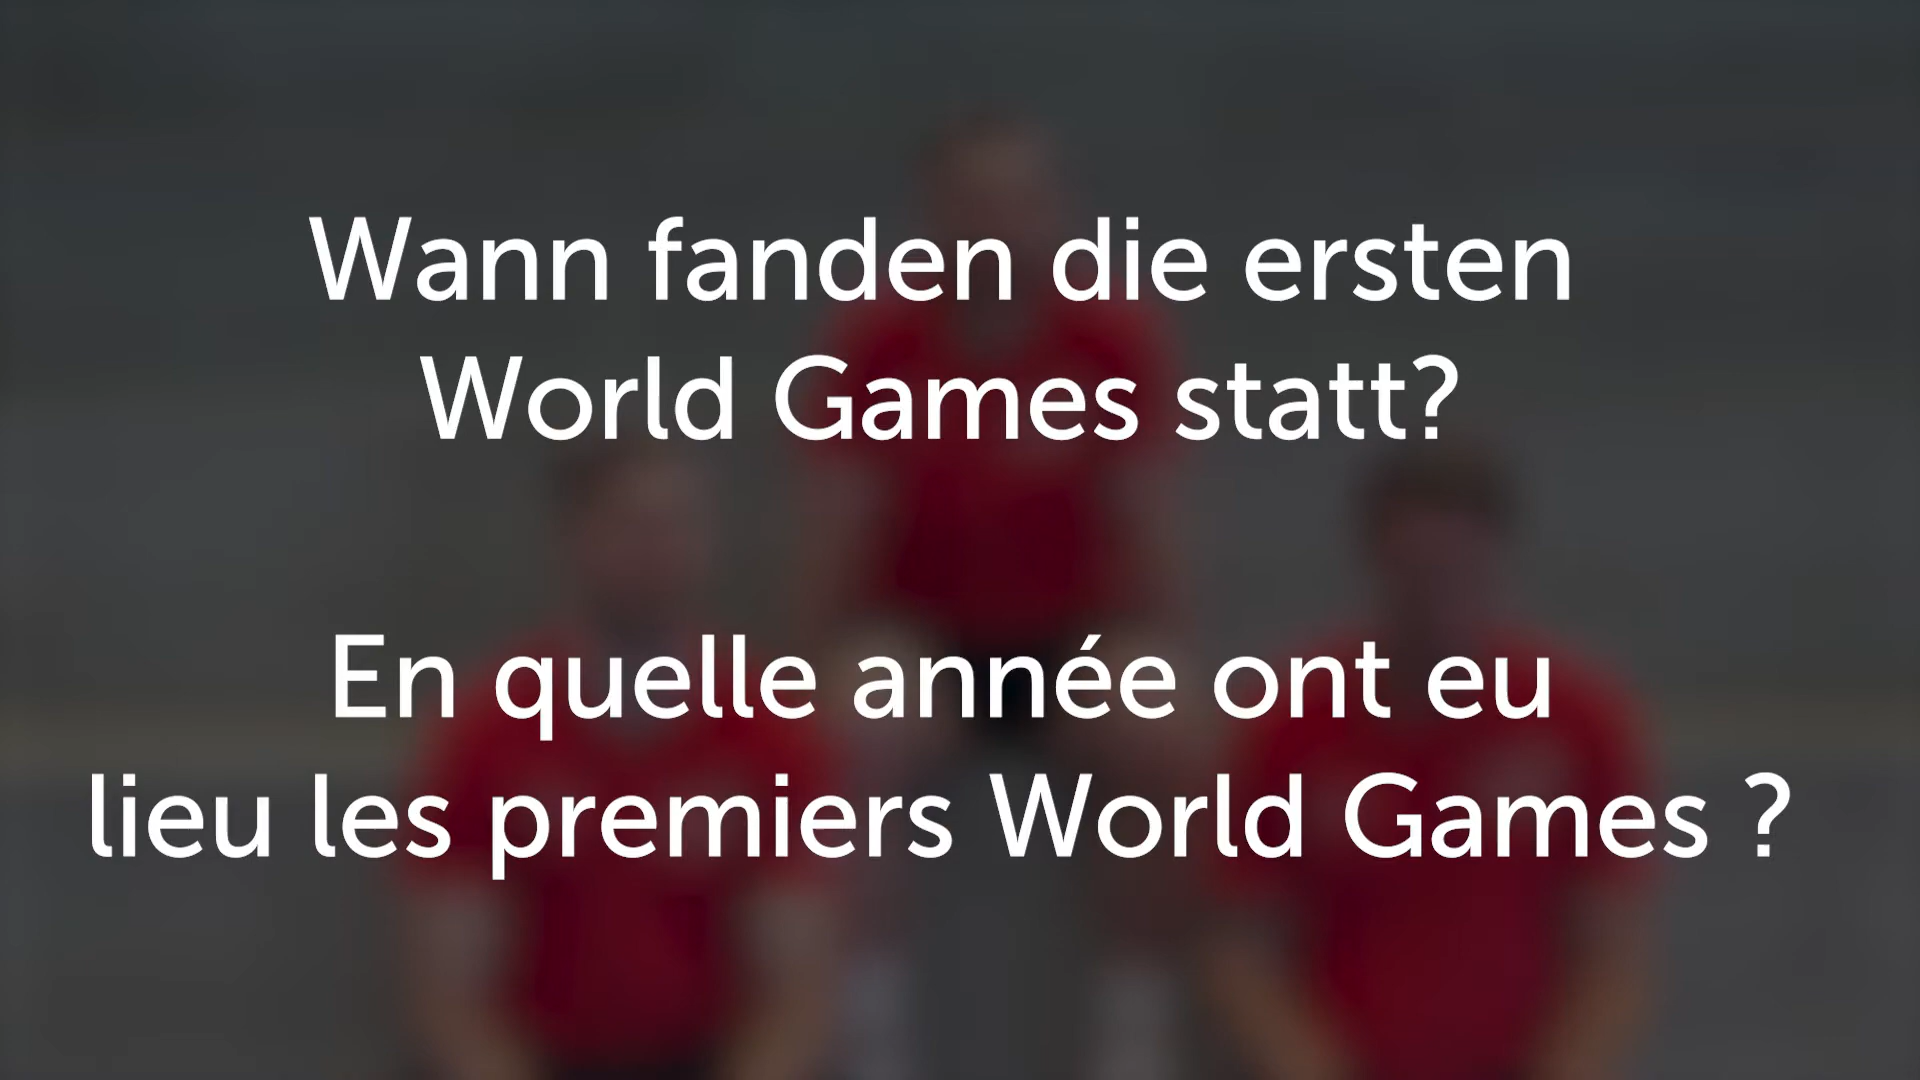 Wann fanden die ersten
World Games statt?
En quelle année ont eu
lieu les premiers World Games ?